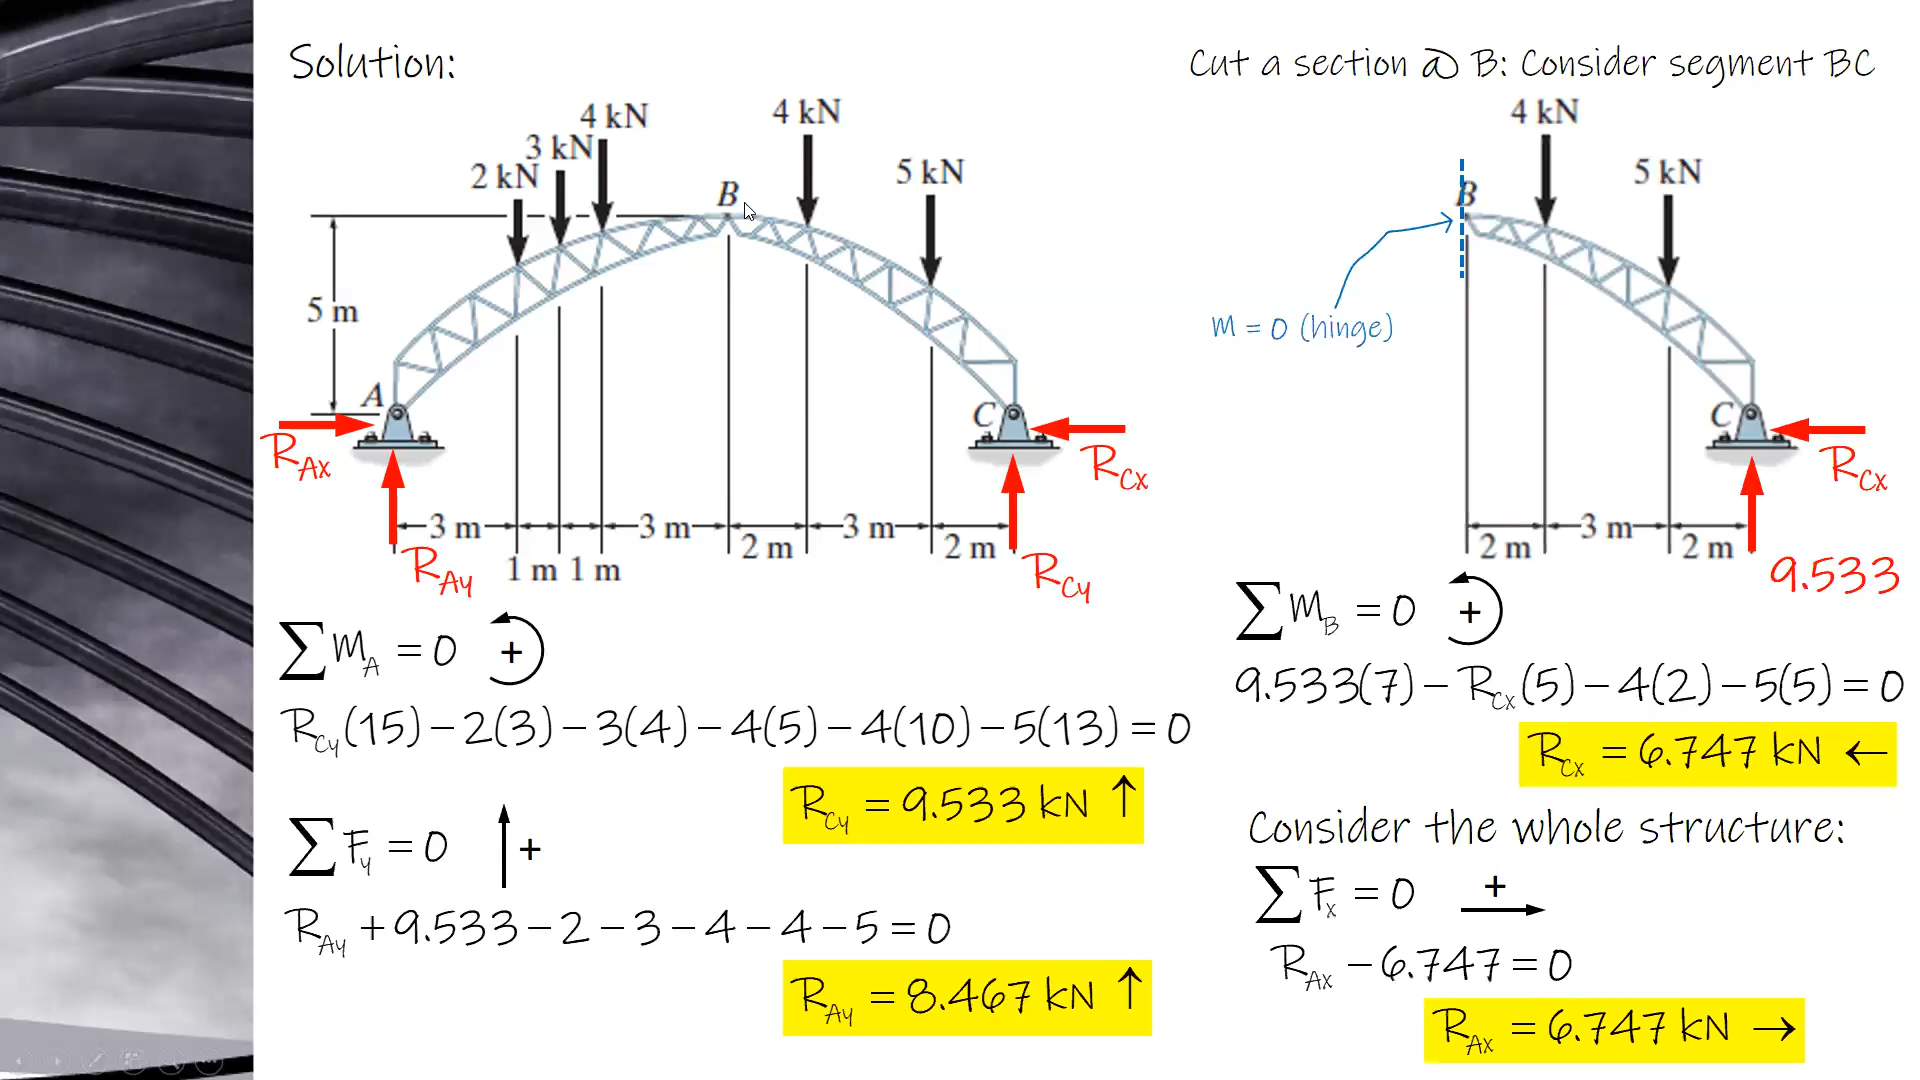 Solution:
4 kN
3 kN
2 kN
B
4 kN
5 kN
5 m
A
C
R_Ax
R_Cx
3 m
3 m
3 m
2 m
2 m
1 m 1 m
R_Ay
R_Cy
∑M_A = 0 +
R_Cy(15) − 2(3) − 3(4) − 4(5) − 4(10) − 5(13) = 0
R_Cy = 9.533 kN ↑
∑F_y = 0 ↑+
R_Ay + 9.533 − 2 − 3 − 4 − 4 − 5 = 0
R_Ay = 8.467 kN ↑
Cut a section @ B: Consider segment BC
4 kN
5 kN
B
m = 0 (hinge)
C
R_Cx
2 m
3 m
2 m
9.533
∑M_B = 0 +
9.533(7) − R_Cx(5) − 4(2) − 5(5) = 0
R_Cx = 6.747 kN ←
Consider the whole structure:
∑F_x = 0 +→
R_Ax − 6.747 = 0
R_Ax = 6.747 kN →